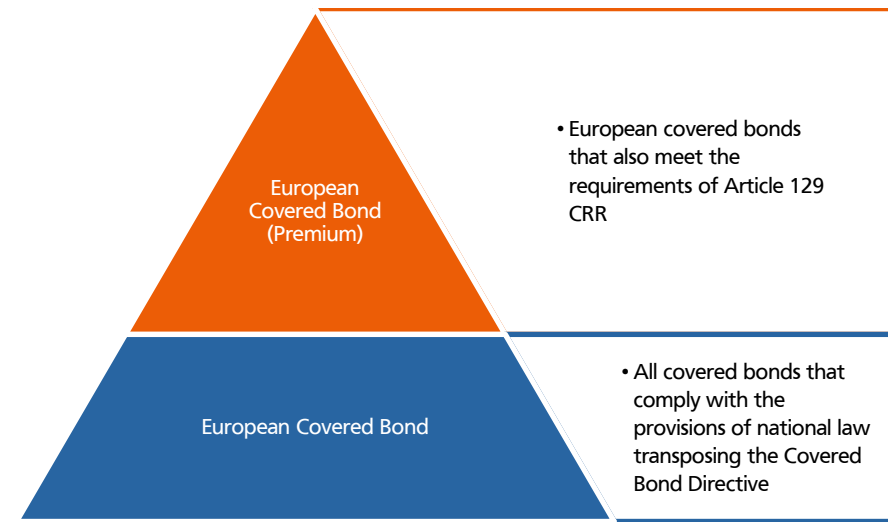 European
Covered Bond
(Premium)
• European covered bonds
that also meet the
requirements of Article 129
CRR
European Covered Bond
• All covered bonds that
comply with the
provisions of national law
transposing the Covered
Bond Directive